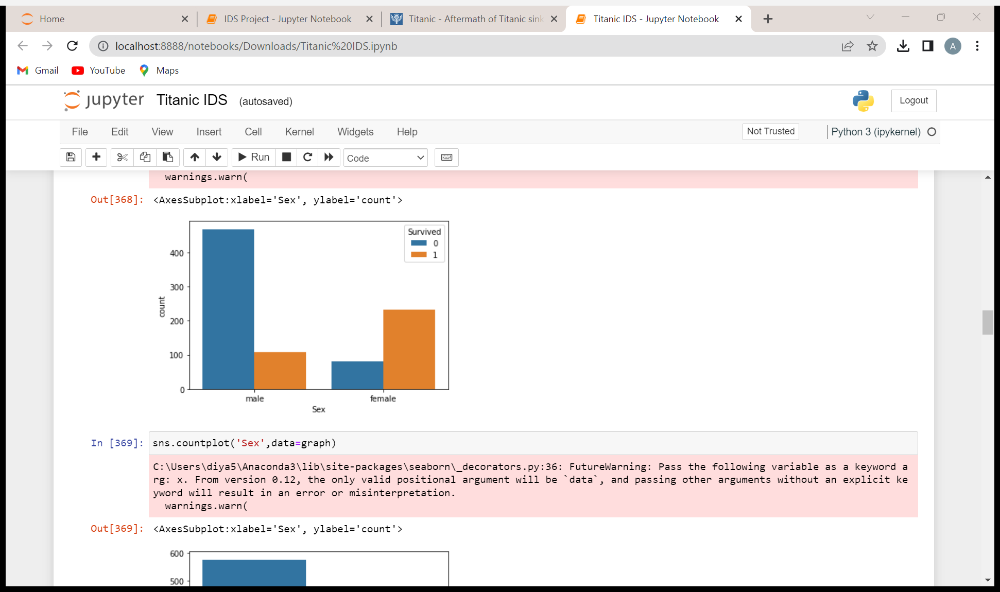 Home
IDS Project - Jupyter Notebook
Titanic - Aftermath of Titanic sink
Titanic IDS - Jupyter Notebook
localhost:8888/notebooks/Downloads/Titanic%20IDS.ipynb
A
Gmail
YouTube
Maps
jupyter
Titanic IDS
(autosaved)
Logout
File
Edit
View
Insert
Cell
Kernel
Widgets
Help
Not Trusted
Python 3 (ipykernel)
Run
Code
warnings.warn(
Out[368]: <AxesSubplot:xlabel='Sex', ylabel='count'>
Survived
0
1
400
300
200
100
0
count
male
female
Sex
In [369]: sns.countplot('Sex',data=graph)
C:\Users\diya5\Anaconda3\lib\site-packages\seaborn\_decorators.py:36: FutureWarning: Pass the following variable as a keyword a
rg: x. From version 0.12, the only valid positional argument will be `data`, and passing other arguments without an explicit ke
yword will result in an error or misinterpretation.
warnings.warn(
Out[369]: <AxesSubplot:xlabel='Sex', ylabel='count'>
600
500